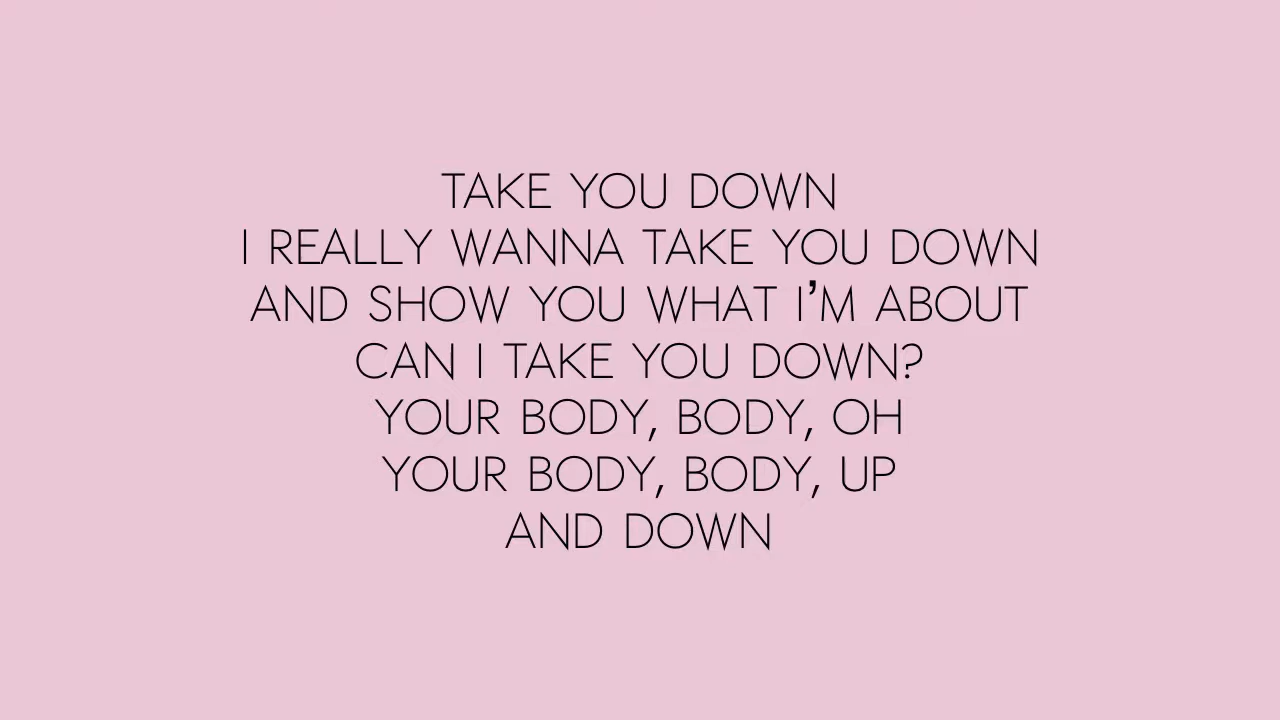 TAKE YOU DOWN
I REALLY WANNA TAKE YOU DOWN
AND SHOW YOU WHAT I’M ABOUT
CAN I TAKE YOU DOWN?
YOUR BODY, BODY, OH
YOUR BODY, BODY, UP
AND DOWN